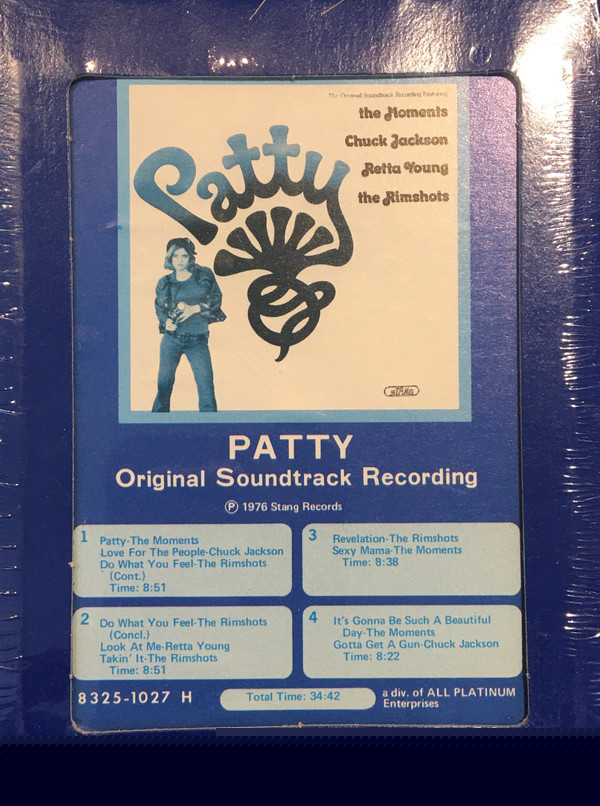 The Original Soundtrack Recording Featuring
the Moments
Chuck Jackson
Retta Young
the Rimshots
Patty
stang
PATTY
Original Soundtrack Recording
Ⓟ 1976 Stang Records
1 Patty-The Moments
Love For The People-Chuck Jackson
Do What You Feel-The Rimshots
(Cont.)
Time: 8:51
3 Revelation-The Rimshots
Sexy Mama-The Moments
Time: 8:38
2 Do What You Feel-The Rimshots
(Concl.)
Look At Me-Retta Young
Takin' It-The Rimshots
Time: 8:51
4 It's Gonna Be Such A Beautiful
Day-The Moments
Gotta Get A Gun-Chuck Jackson
Time: 8:22
8325-1027 H
Total Time: 34:42
a div. of ALL PLATINUM
Enterprises